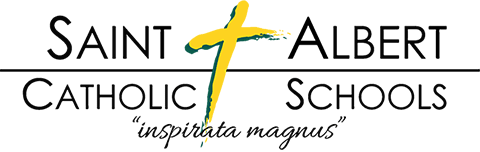 SAINT ALBERT
CATHOLIC SCHOOLS
"inspirata magnus"